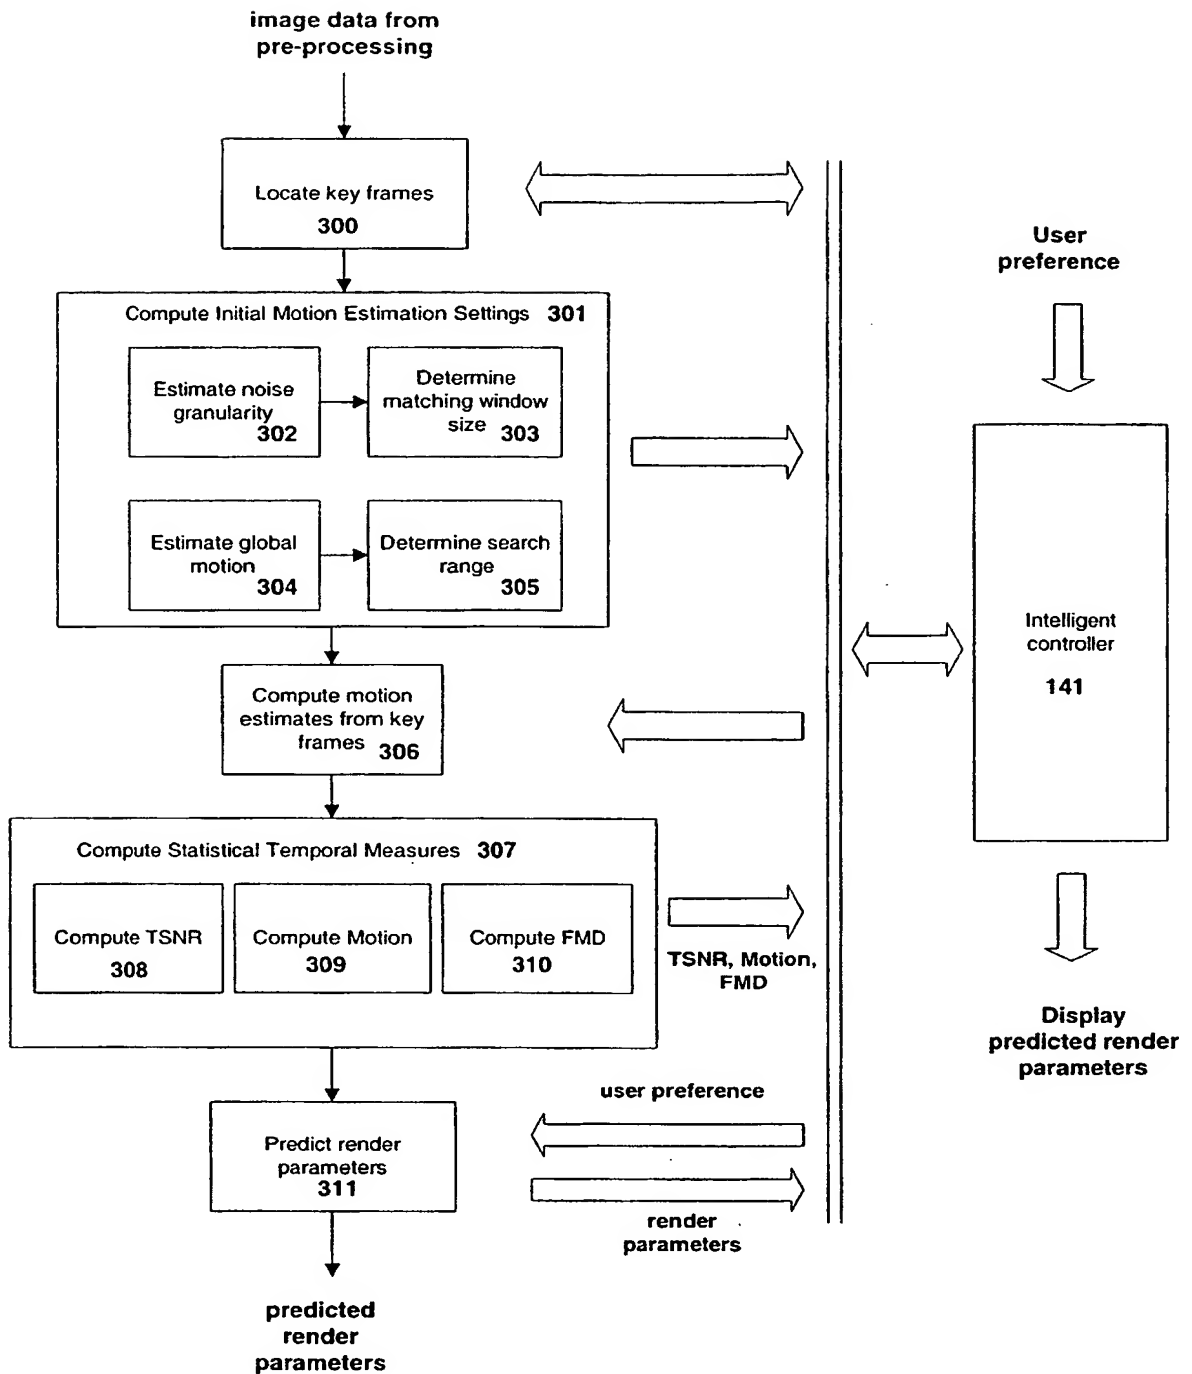 image data from
pre-processing
Locate key frames
300
User
preference
Compute Initial Motion Estimation Settings 301
Estimate noise
granularity
302
Determine
matching window
size 303
Estimate global
motion
304
Determine search
range
305
Intelligent
controller
141
Compute motion
estimates from key
frames 306
Compute Statistical Temporal Measures 307
Compute TSNR
308
Compute Motion
309
Compute FMD
310
TSNR, Motion,
FMD
Display
predicted render
parameters
user preference
Predict render
parameters
311
render
parameters
predicted
render
parameters